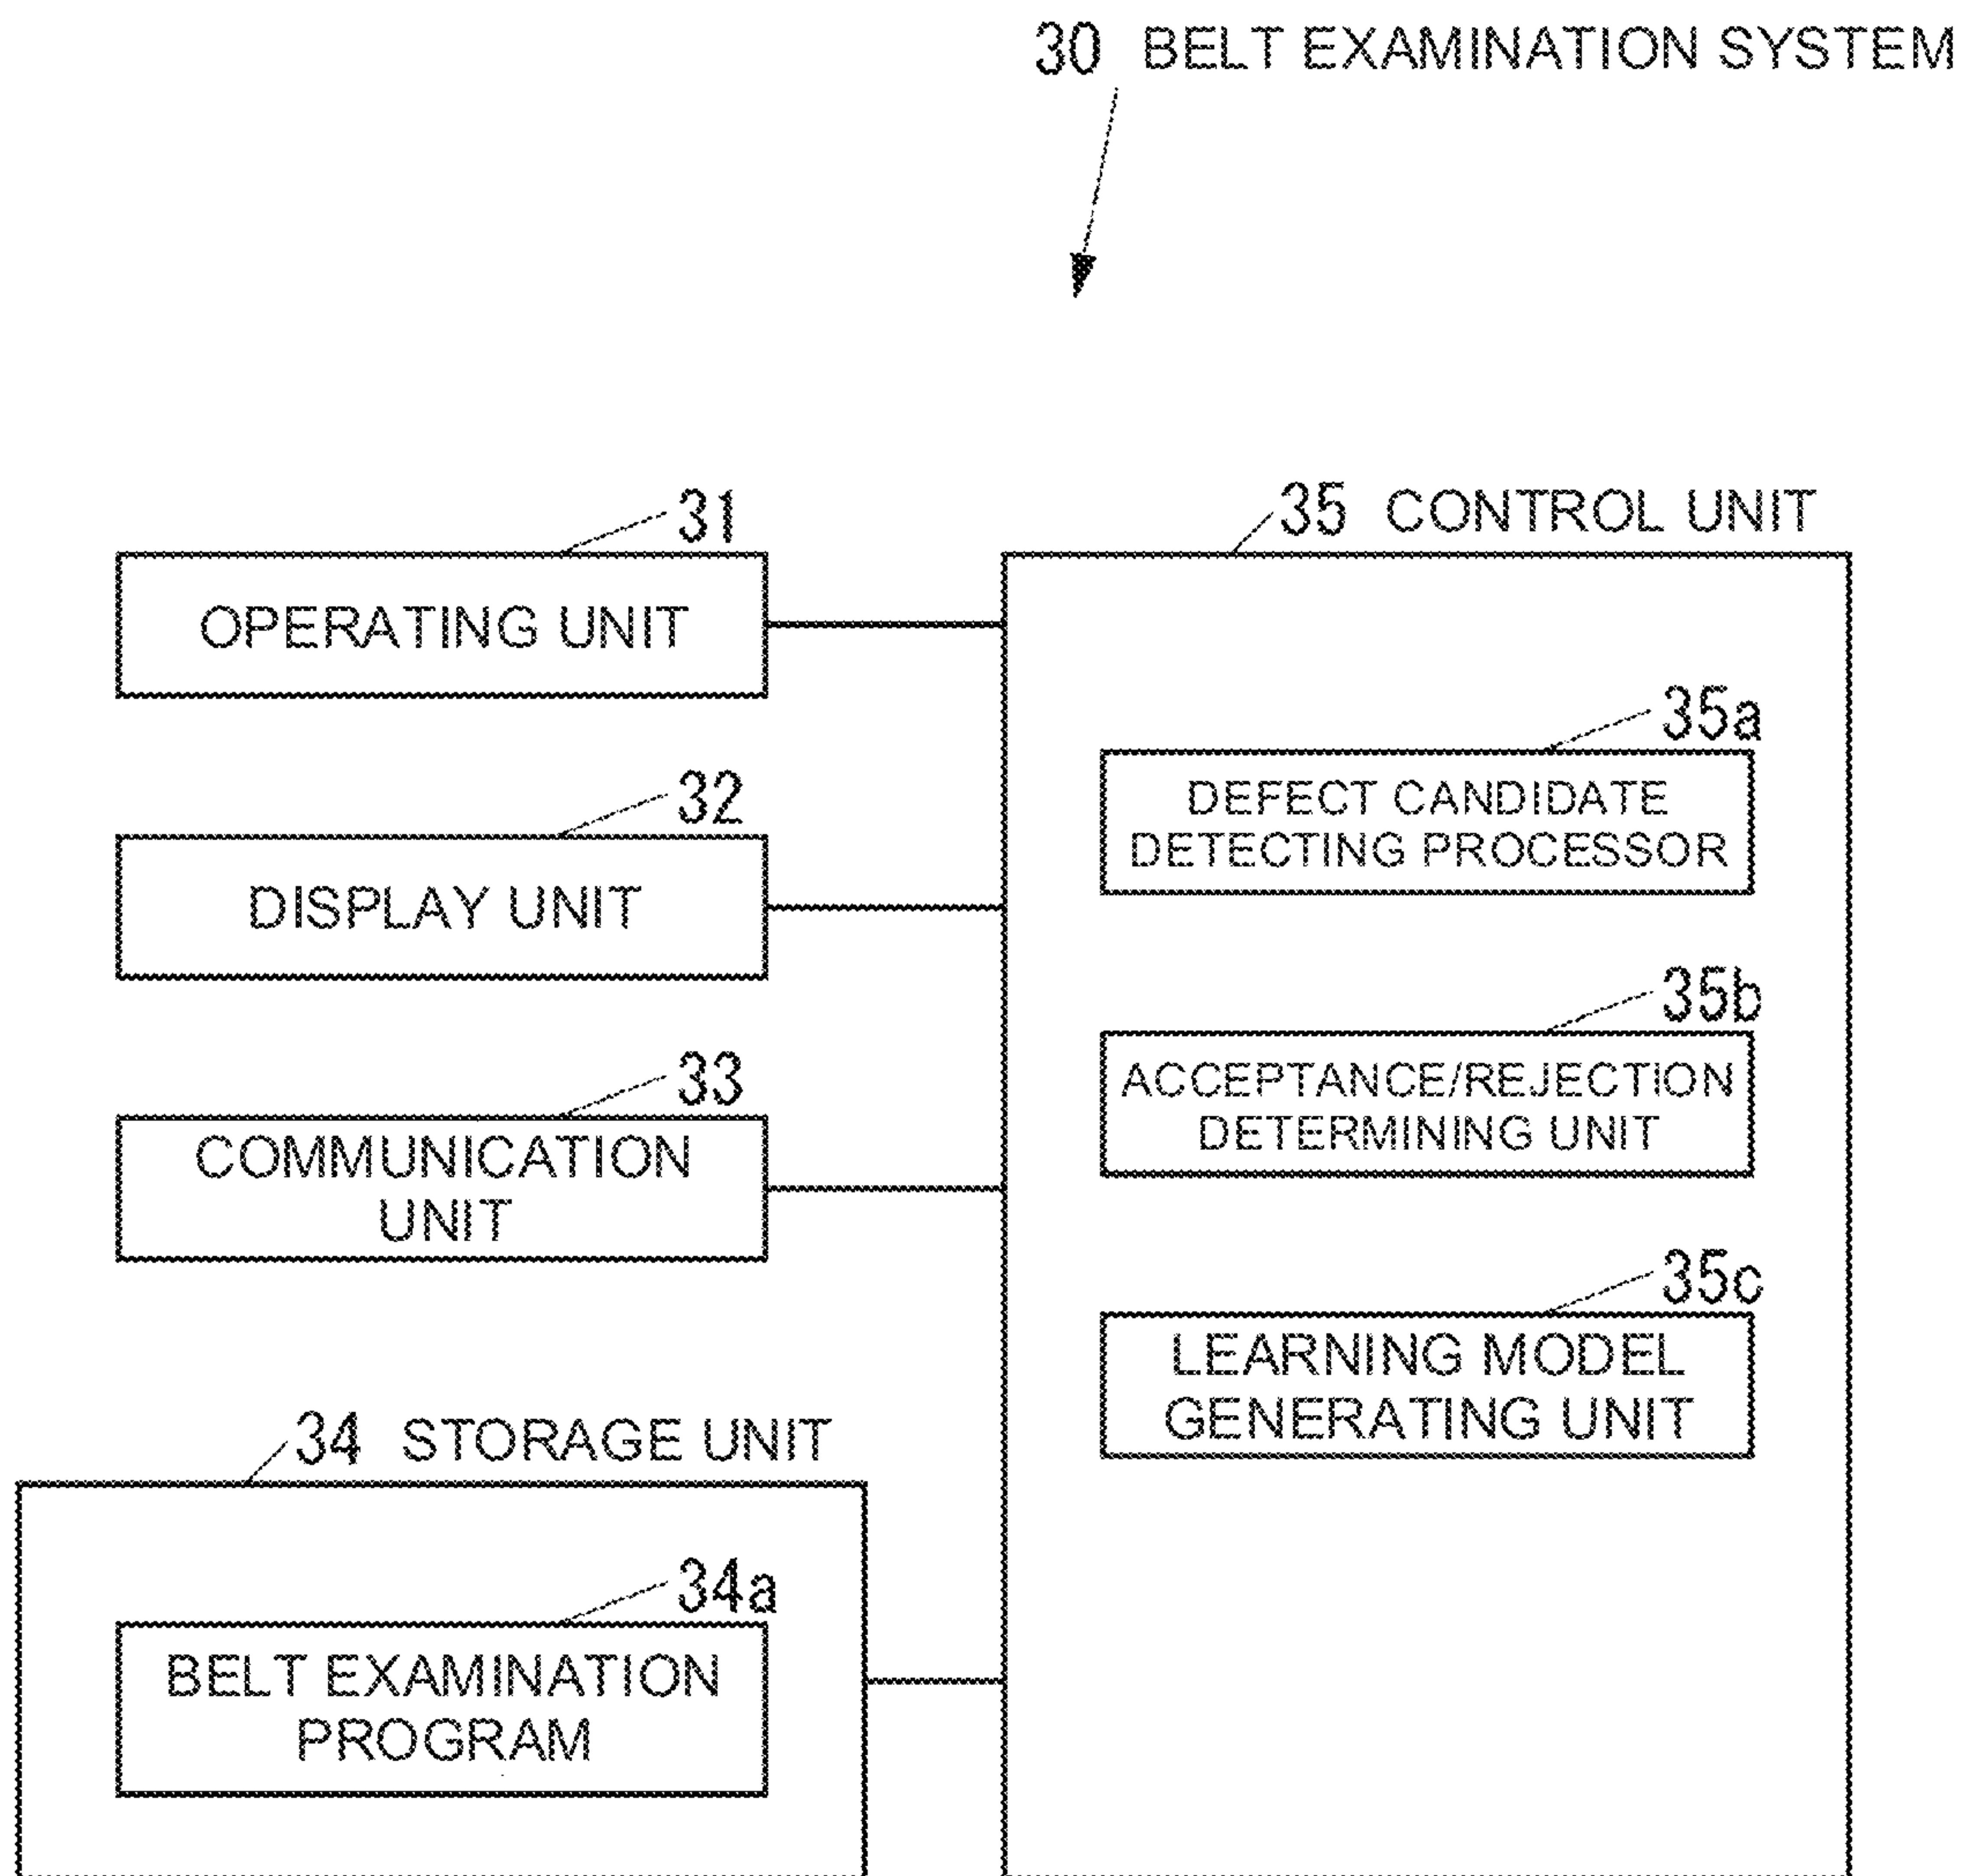 30 BELT EXAMINATION SYSTEM
31
OPERATING UNIT
32
DISPLAY UNIT
33
COMMUNICATION
UNIT
34 STORAGE UNIT
34a
BELT EXAMINATION
PROGRAM
35 CONTROL UNIT
35a
DEFECT CANDIDATE
DETECTING PROCESSOR
35b
ACCEPTANCE/REJECTION
DETERMINING UNIT
35c
LEARNING MODEL
GENERATING UNIT